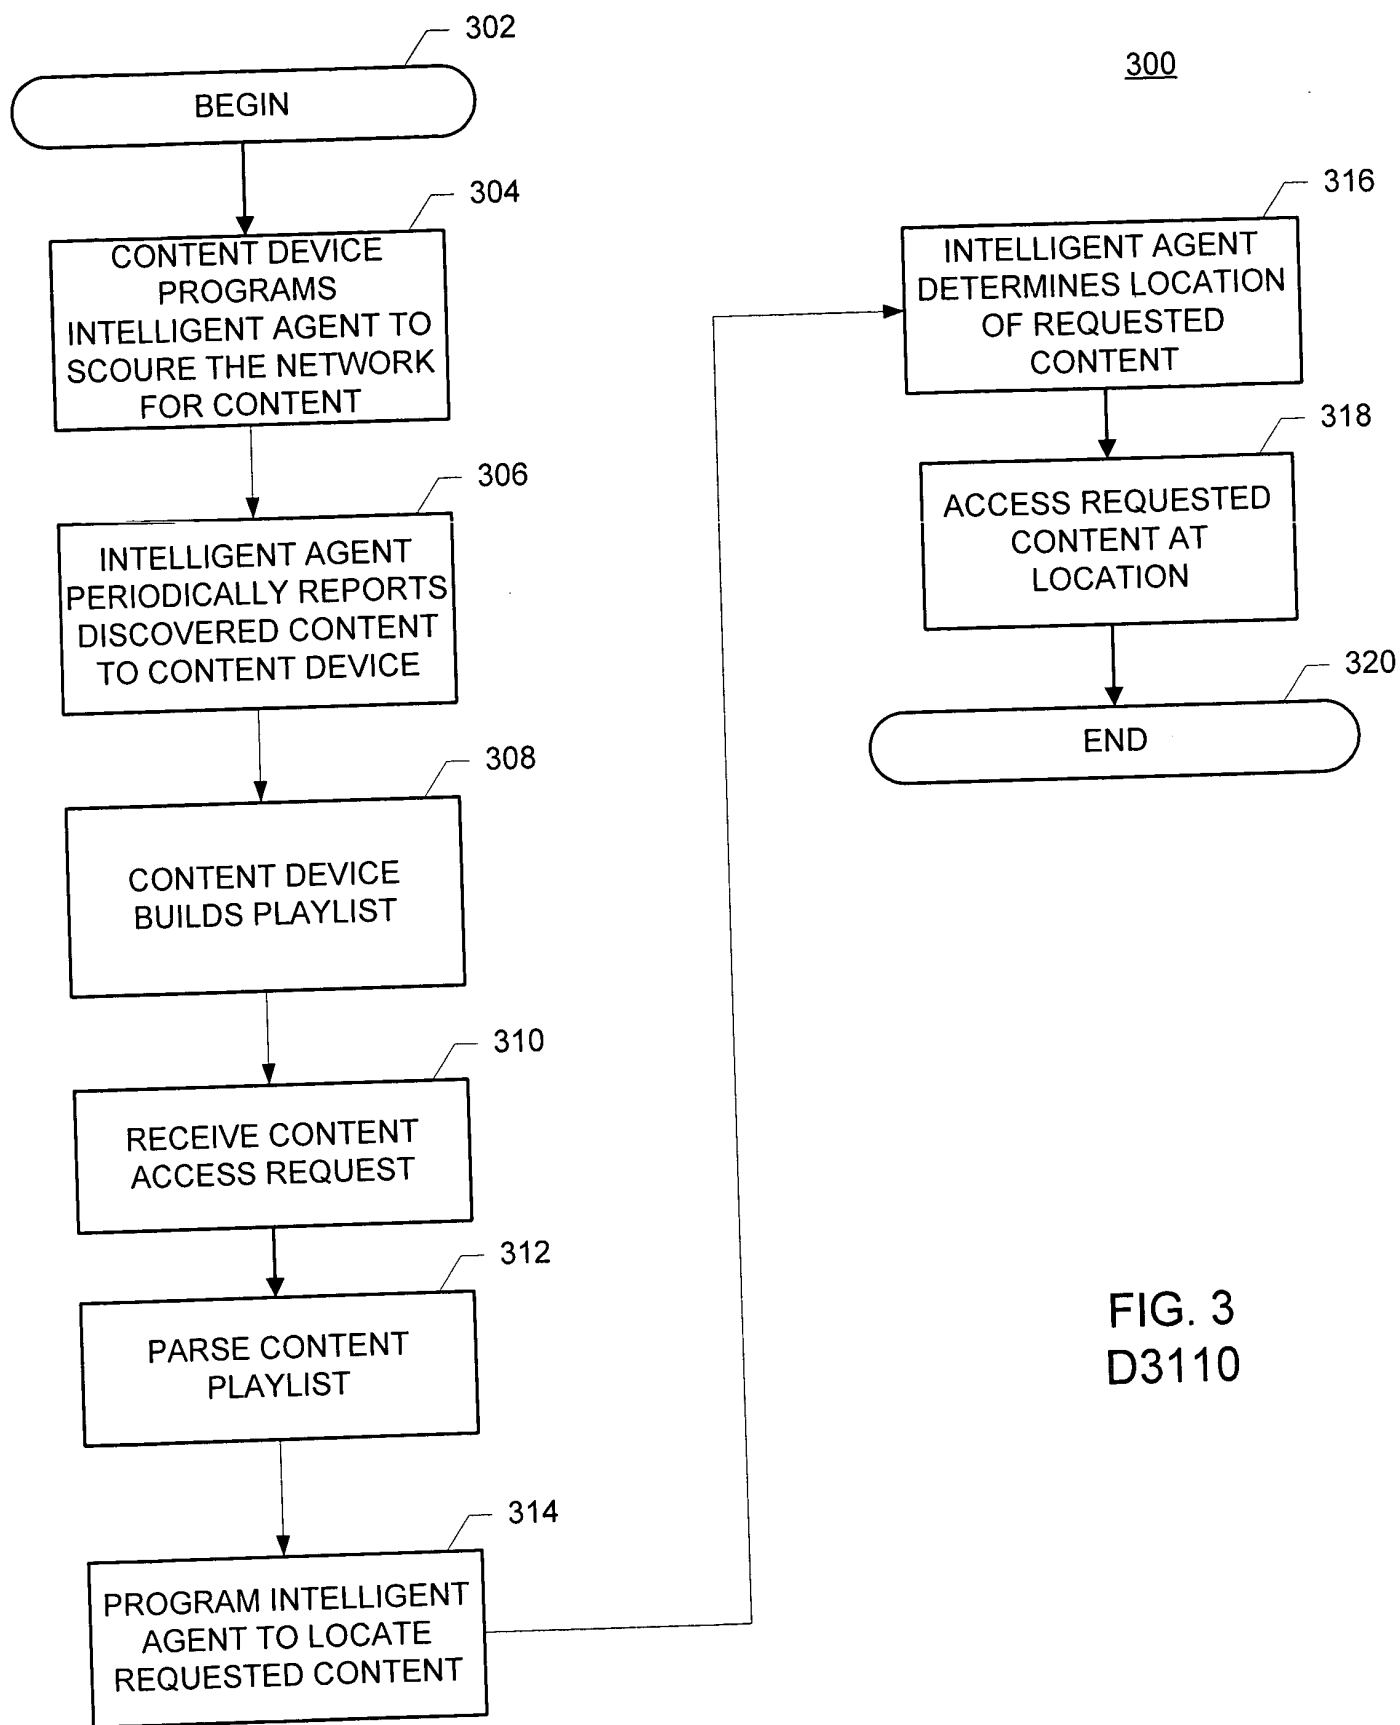 302
BEGIN
304
CONTENT DEVICE
PROGRAMS
INTELLIGENT AGENT TO
SCOURE THE NETWORK
FOR CONTENT
306
INTELLIGENT AGENT
PERIODICALLY REPORTS
DISCOVERED CONTENT
TO CONTENT DEVICE
308
CONTENT DEVICE
BUILDS PLAYLIST
310
RECEIVE CONTENT
ACCESS REQUEST
312
PARSE CONTENT
PLAYLIST
314
PROGRAM INTELLIGENT
AGENT TO LOCATE
REQUESTED CONTENT
300
316
INTELLIGENT AGENT
DETERMINES LOCATION
OF REQUESTED
CONTENT
318
ACCESS REQUESTED
CONTENT AT
LOCATION
320
END
FIG. 3
D3110